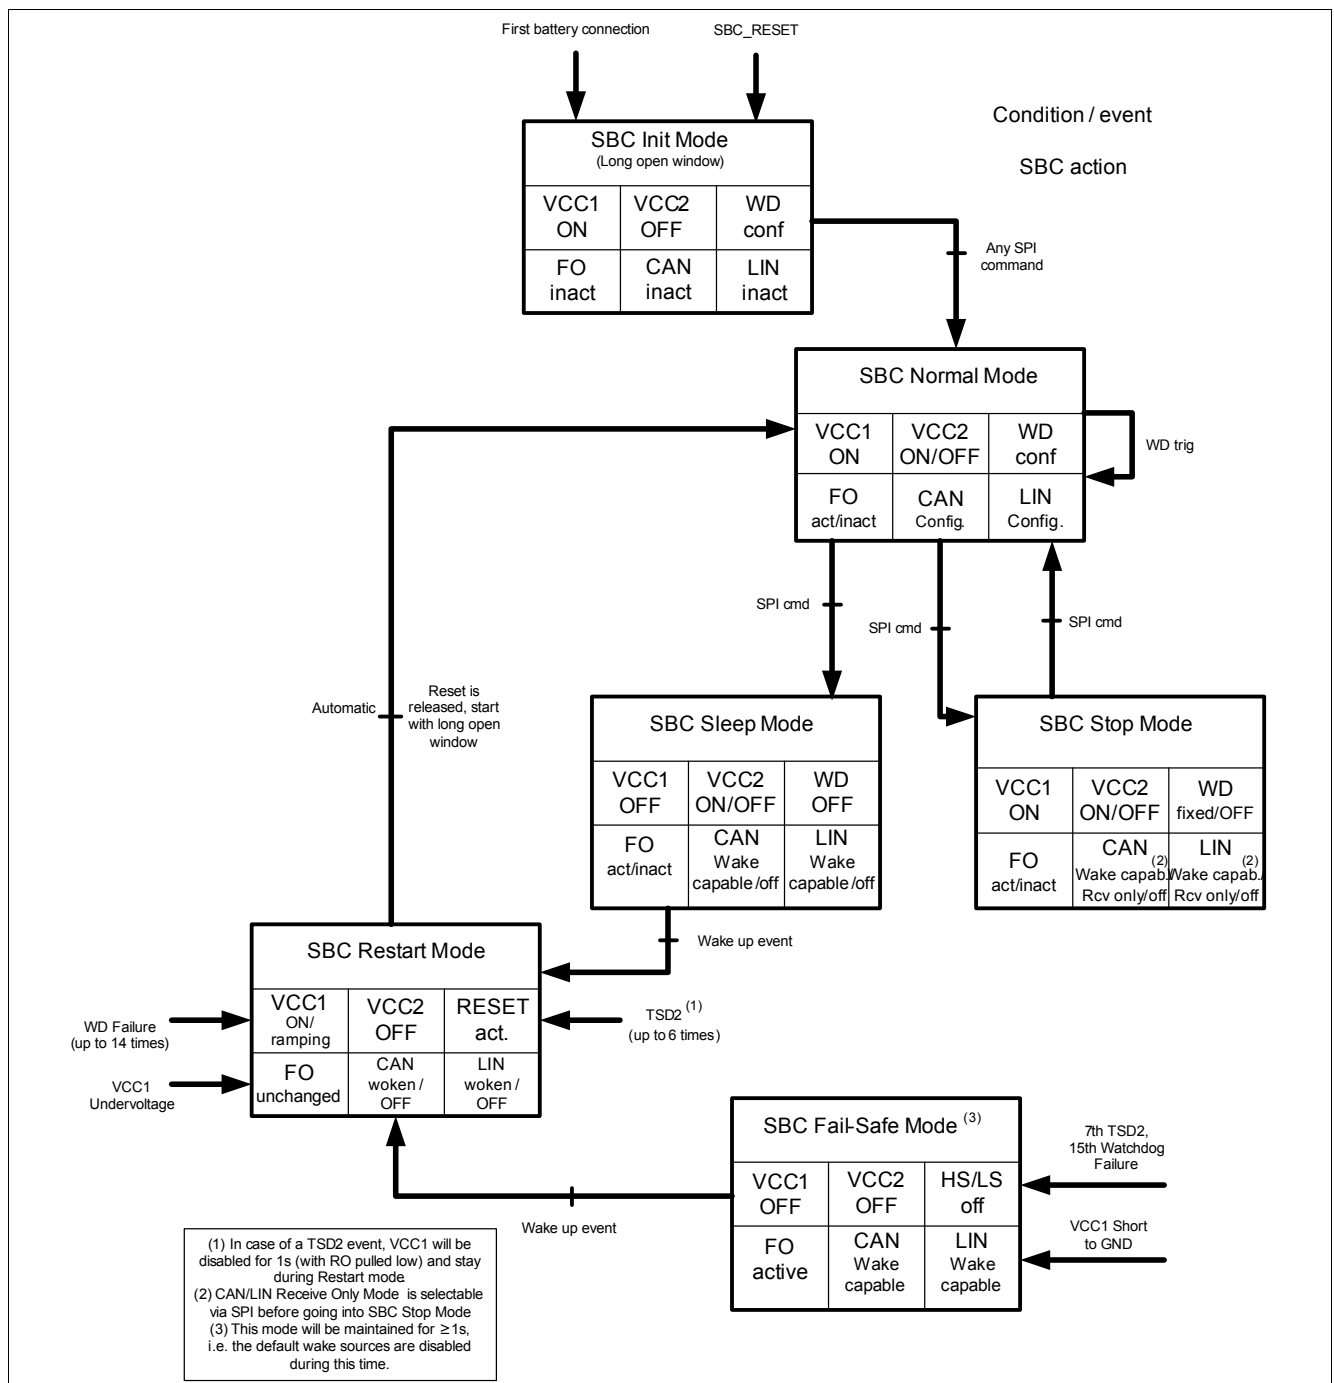 First battery connection
SBC_RESET
Condition / event
SBC action
SBC Init Mode
(Long open window)
VCC1
ON
VCC2
OFF
WD
conf
FO
inact
CAN
inact
LIN
inact
Any SPI
command
SBC Normal Mode
VCC1
ON
VCC2
ON/OFF
WD
conf
FO
act/inact
CAN
Config.
LIN
Config.
WD trig
SPI cmd
SPI cmd
SPI cmd
Automatic
Reset is
released, start
with long open
window
SBC Sleep Mode
VCC1
OFF
VCC2
ON/OFF
WD
OFF
FO
act/inact
CAN
Wake
capable/off
LIN
Wake
capable/off
SBC Stop Mode
VCC1
ON
VCC2
ON/OFF
WD
fixed/OFF
FO
act/inact
CAN (2)
Wake capab./
Rcv only/off
LIN (2)
Wake capab./
Rcv only/off
Wake up event
SBC Restart Mode
VCC1
ON/
ramping
VCC2
OFF
RESET
act.
FO
unchanged
CAN
woken /
OFF
LIN
woken /
OFF
WD Failure
(up to 14 times)
VCC1
Undervoltage
TSD2 (1)
(up to 6 times)
SBC Fail-Safe Mode (3)
VCC1
OFF
VCC2
OFF
HS/LS
off
FO
active
CAN
Wake
capable
LIN
Wake
capable
7th TSD2,
15th Watchdog
Failure
VCC1 Short
to GND
Wake up event
(1) In case of a TSD2 event, VCC1 will be
disabled for 1s (with RO pulled low) and stay
during Restart mode.
(2) CAN/LIN Receive Only Mode is selectable
via SPI before going into SBC Stop Mode
(3) This mode will be maintained for ≥1s,
i.e. the default wake sources are disabled
during this time.